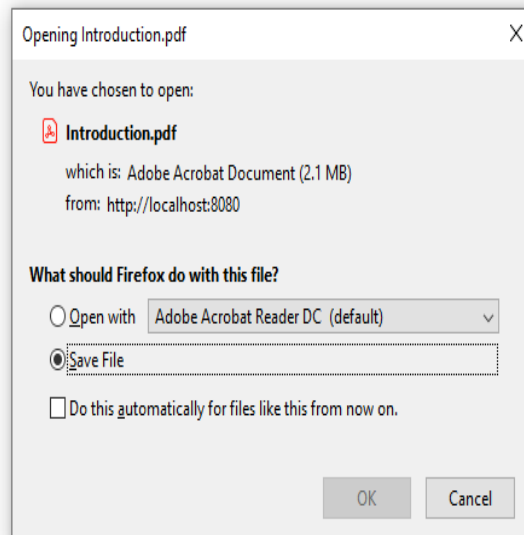 Opening Introduction.pdf
You have chosen to open:
Introduction.pdf
which is: Adobe Acrobat Document (2.1 MB)
from: http://localhost:8080
What should Firefox do with this file?
Open with Adobe Acrobat Reader DC (default)
Save File
Do this automatically for files like this from now on.
OK Cancel